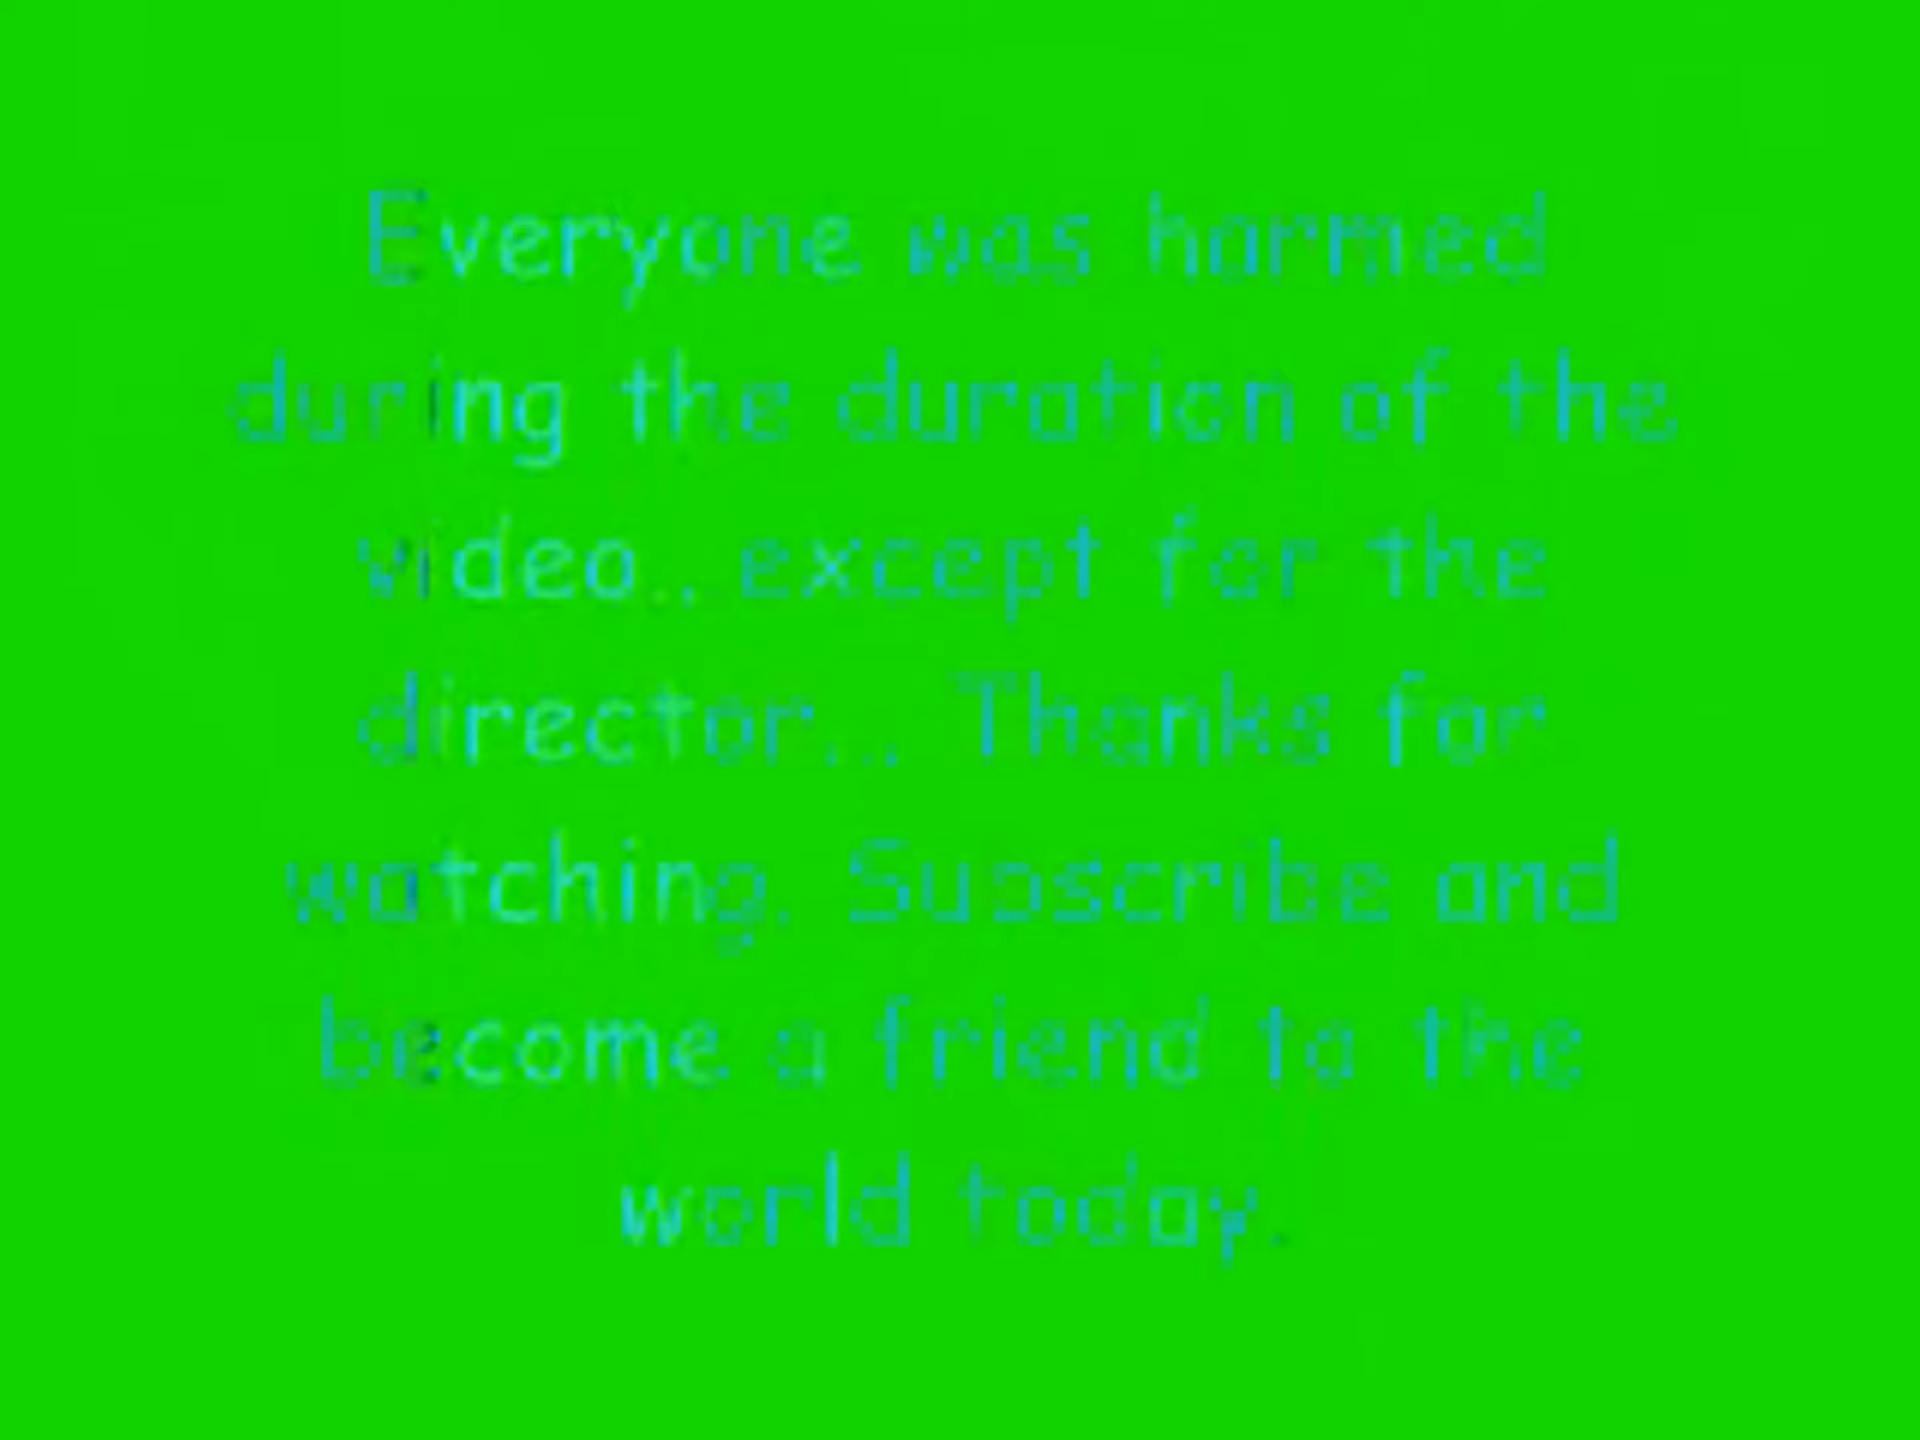 Everyone was harmed
during the duration of the
video.. except for the
director... Thanks for
watching. Subscribe and
become a friend to the
world today.